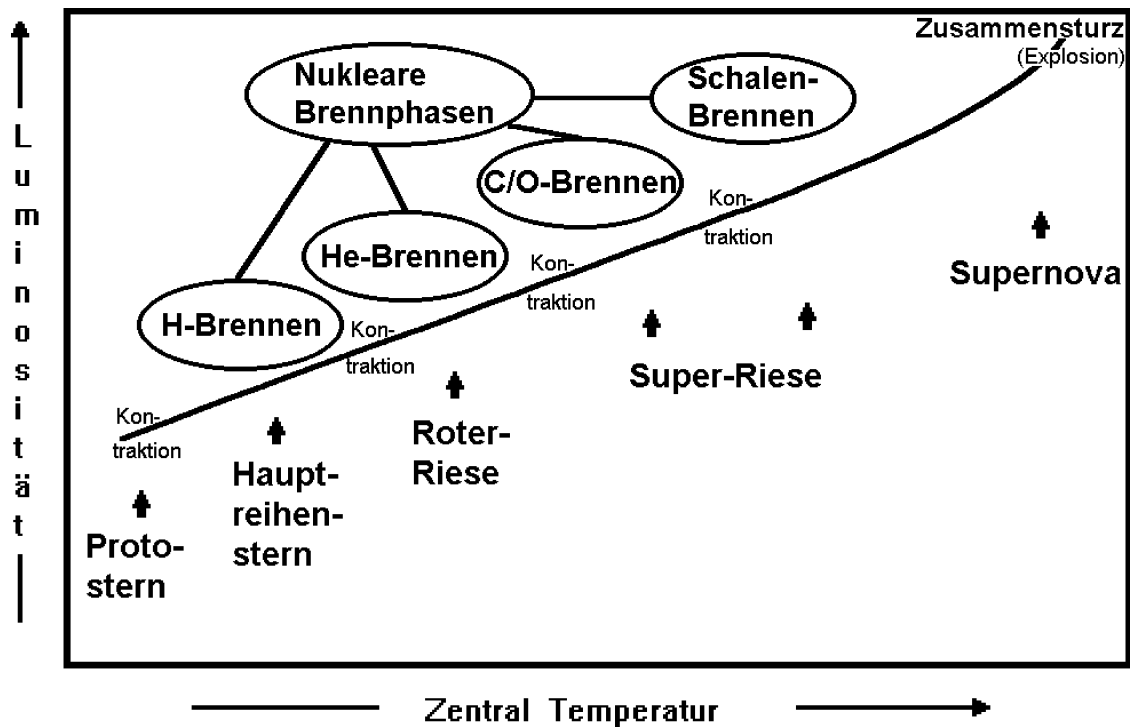 Zusammensturz
(Explosion)
Nukleare
Brennphasen
Schalen-
Brennen
C/O-Brennen
He-Brennen
H-Brennen
Kon-
traktion
Kon-
traktion
Kon-
traktion
Kon-
traktion
Supernova
Super-Riese
Roter-
Riese
Haupt-
reihen-
stern
Proto-
stern
Luminosität
Zentral Temperatur